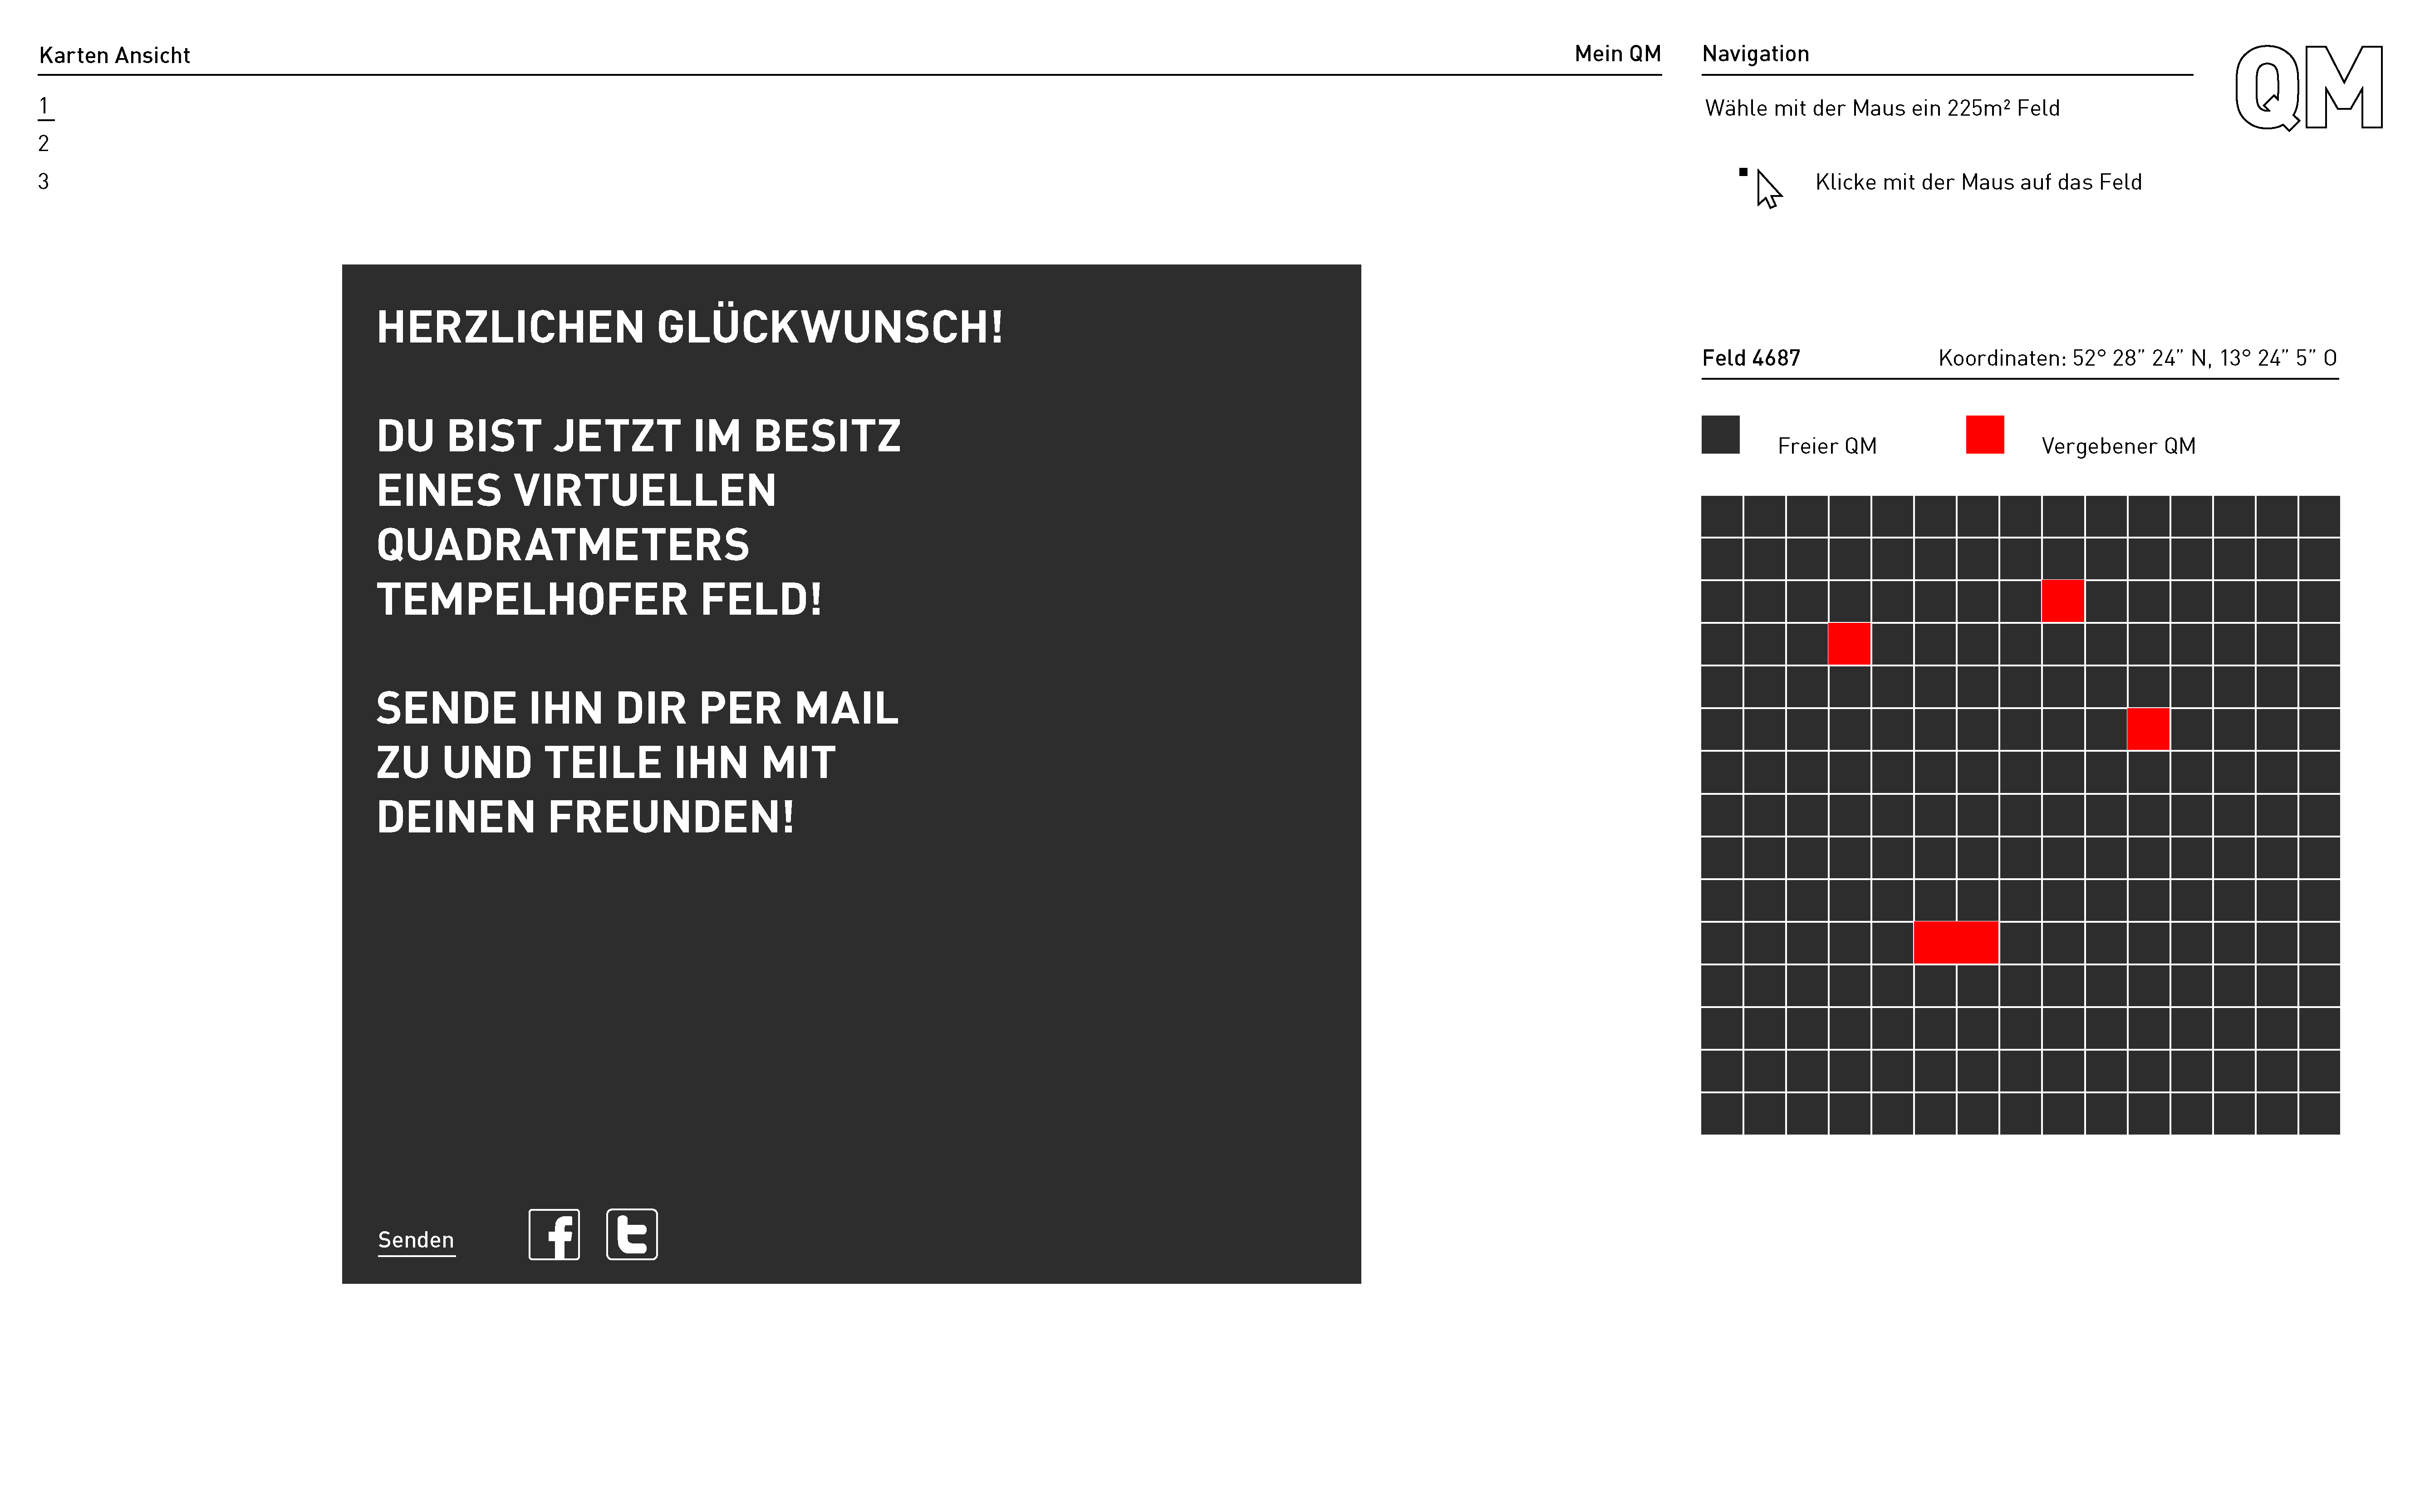 Karten Ansicht
Mein QM
1
2
3
Navigation
QM
Wähle mit der Maus ein 225m² Feld
Klicke mit der Maus auf das Feld
HERZLICHEN GLÜCKWUNSCH!
DU BIST JETZT IM BESITZ
EINES VIRTUELLEN
QUADRATMETERS
TEMPELHOFER FELD!
SENDE IHN DIR PER MAIL
ZU UND TEILE IHN MIT
DEINEN FREUNDEN!
Senden
f
t
Feld 4687
Koordinaten: 52° 28” 24” N, 13° 24” 5” O
Freier QM
Vergebener QM